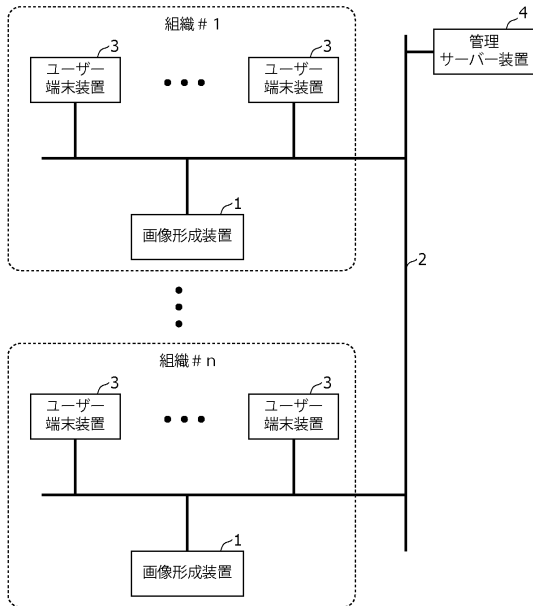 組織＃１
4
管理
サーバー装置
3
ユーザー
端末装置
3
ユーザー
端末装置
1
画像形成装置
2
組織＃ｎ
3
ユーザー
端末装置
3
ユーザー
端末装置
1
画像形成装置